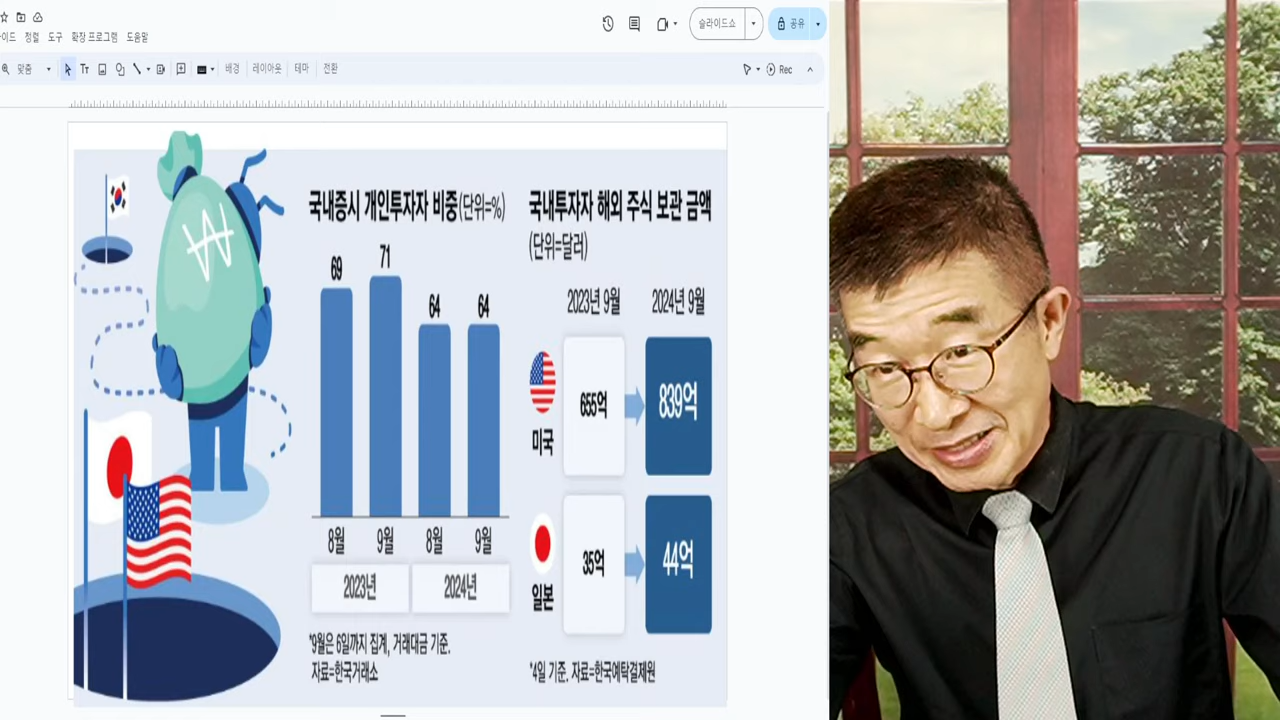 슬라이드쇼
공유
이드 정렬 도구 확장 프로그램 도움말
맞춤
Tт
배경 레이아웃 테마 전환
Rec
국내증시 개인투자자 비중(단위=%)
69
71
64
64
8월
9월
8월
9월
2023년
2024년
*9월은 6일까지 집계, 거래대금 기준.
자료=한국거래소
국내투자자 해외 주식 보관 금액
(단위=달러)
2023년 9월
2024년 9월
미국
655억
839억
일본
35억
44억
*4일 기준. 자료=한국예탁결제원
₩